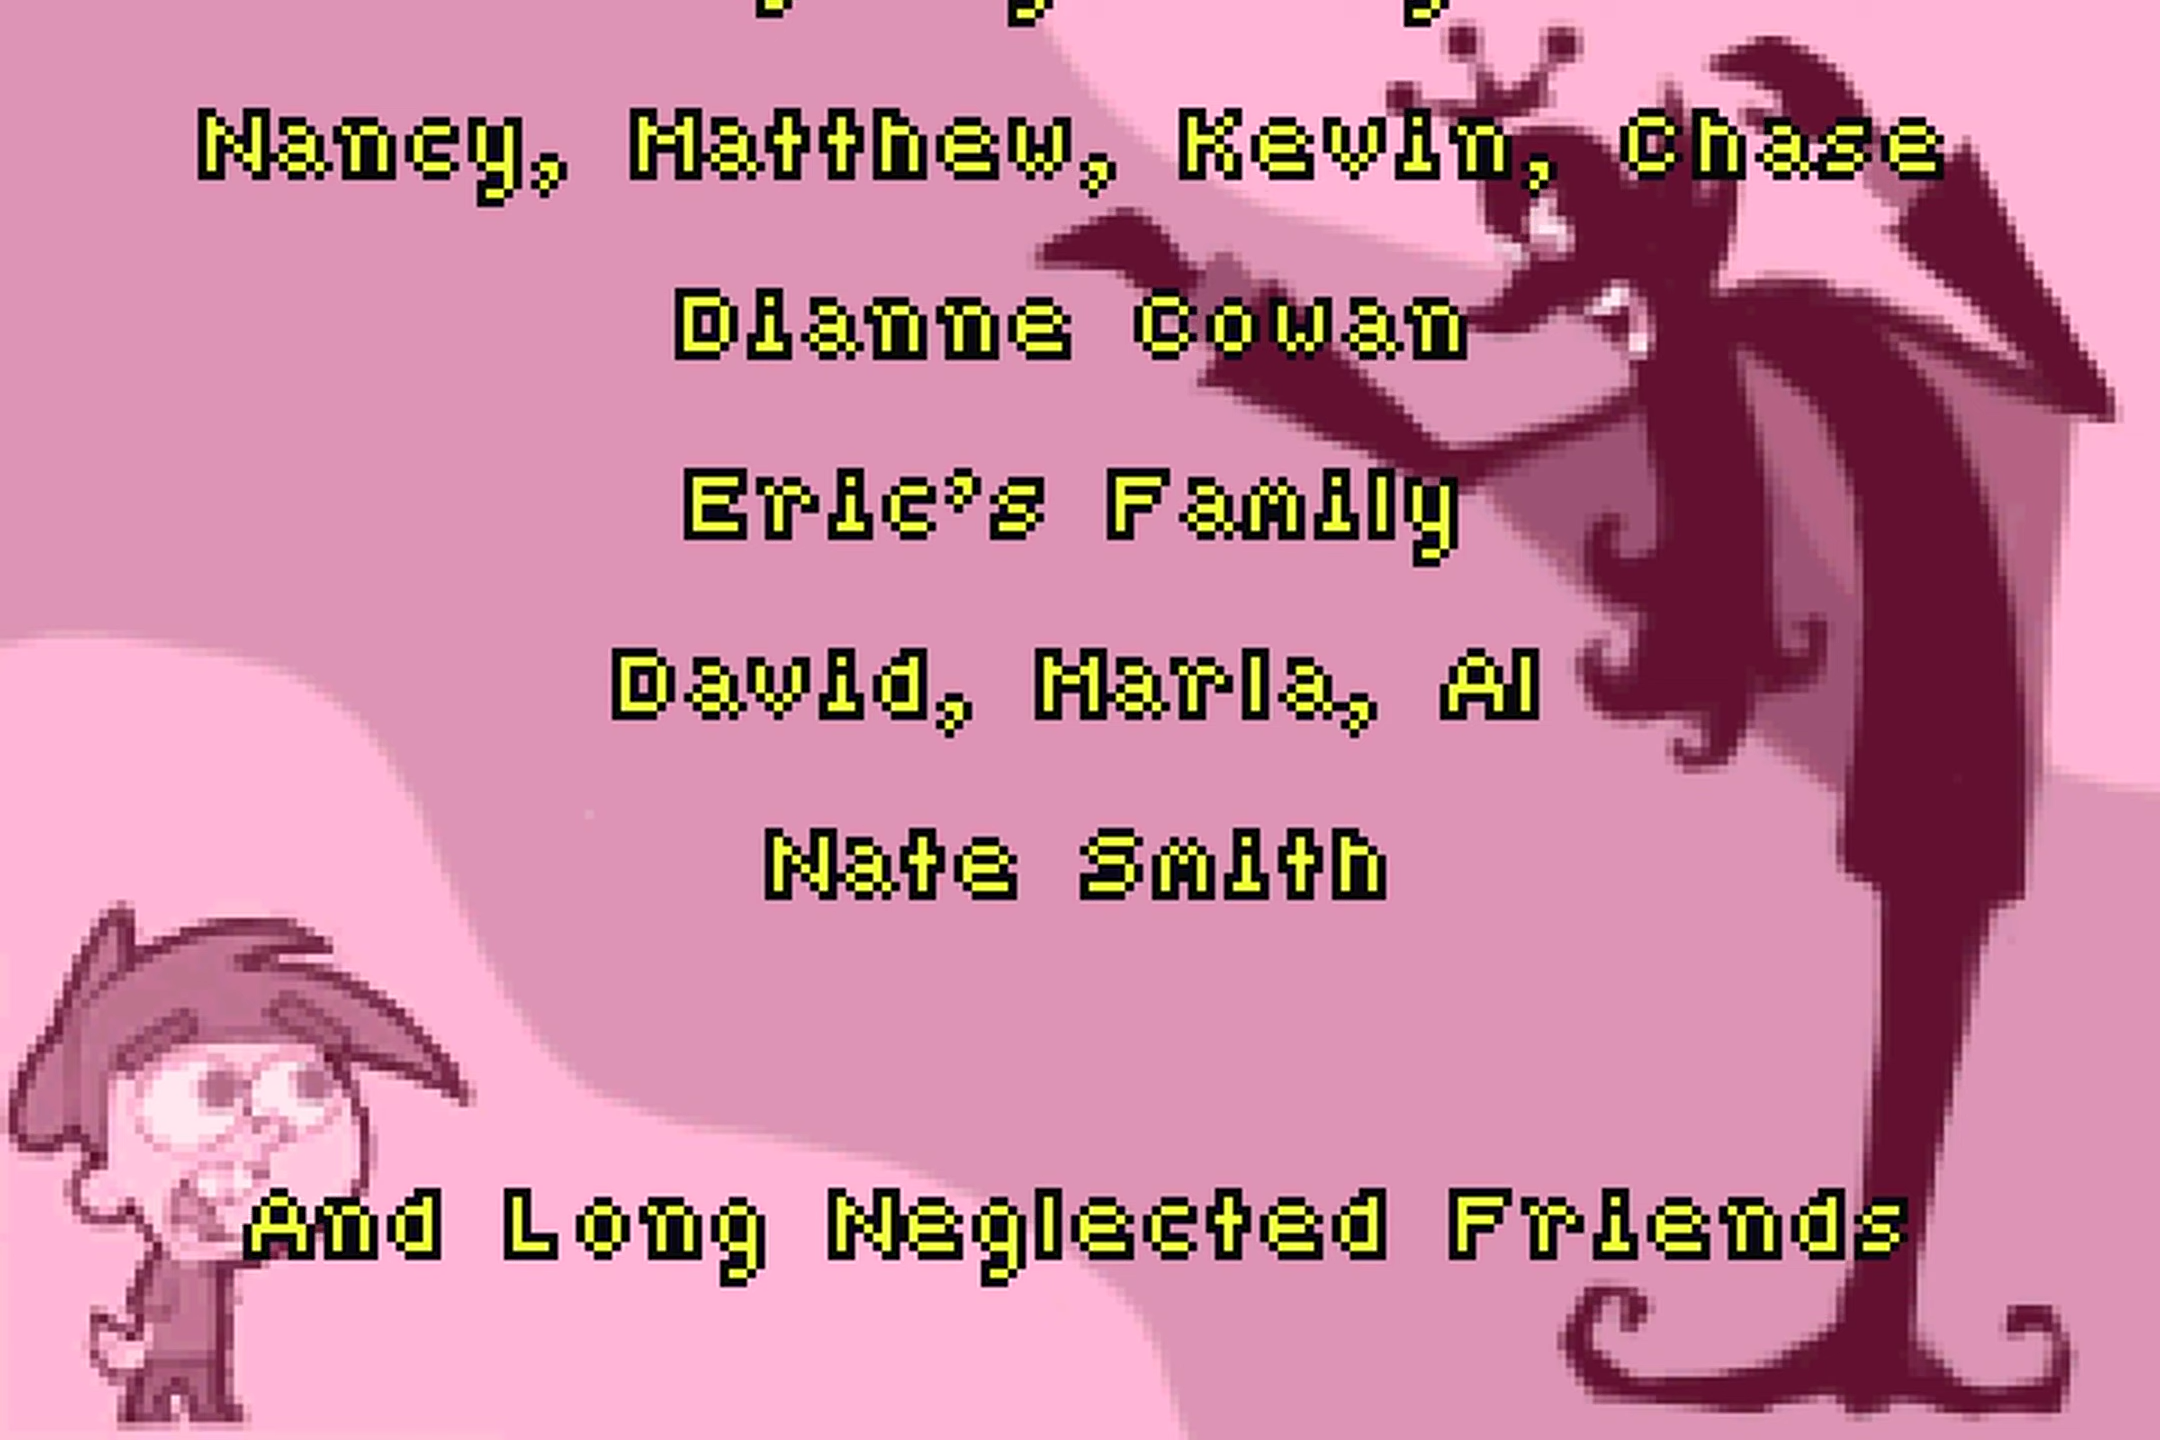 Nancy, Matthew, Kevin, Chase
Dianne Cowan
Eric's Family
David, Marla, Al
Nate Smith
And Long Neglected Friends